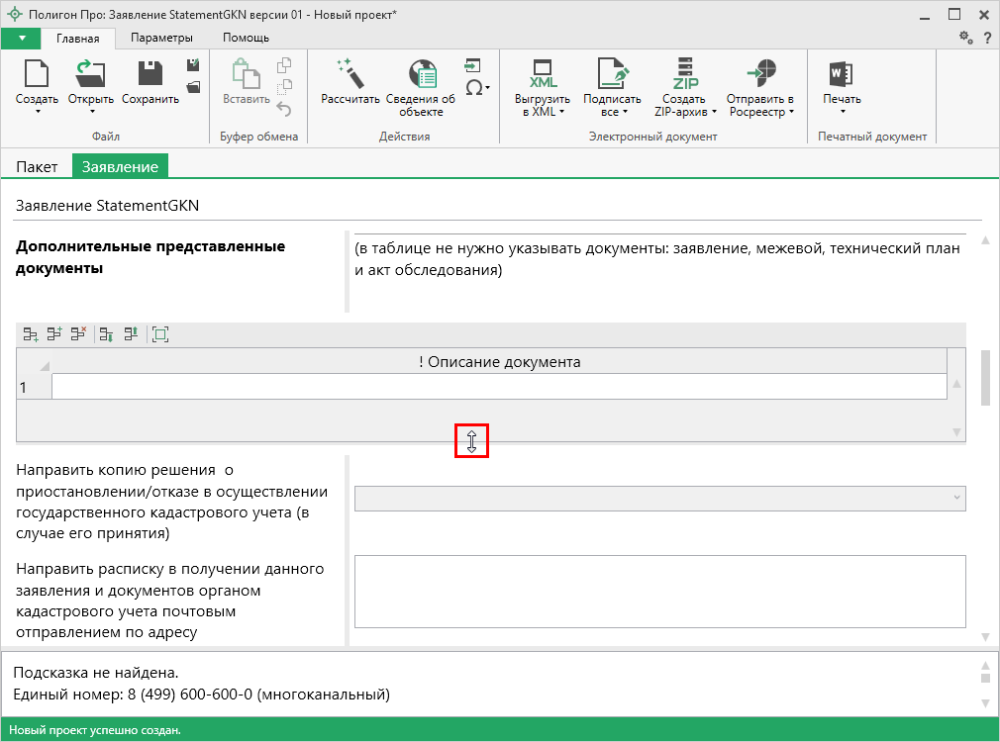 Полигон Про: Заявление StatementGKN версии 01 - Новый проект*
Главная Параметры Помощь ?
Создать Открыть Сохранить Вставить Рассчитать Сведения об объекте Выгрузить в XML Подписать все Создать ZIP-архив Отправить в Росреестр Печать
XML ZIP W
Файл Буфер обмена Действия Электронный документ Печатный документ
Пакет Заявление
Заявление StatementGKN
Дополнительные представленные
документы
(в таблице не нужно указывать документы: заявление, межевой, технический план
и акт обследования)
! Описание документа
1
Направить копию решения о
приостановлении/отказе в осуществлении
государственного кадастрового учета (в
случае его принятия)
Направить расписку в получении данного
заявления и документов органом
кадастрового учета почтовым
отправлением по адресу
Подсказка не найдена.
Единый номер: 8 (499) 600-600-0 (многоканальный)
Новый проект успешно создан.